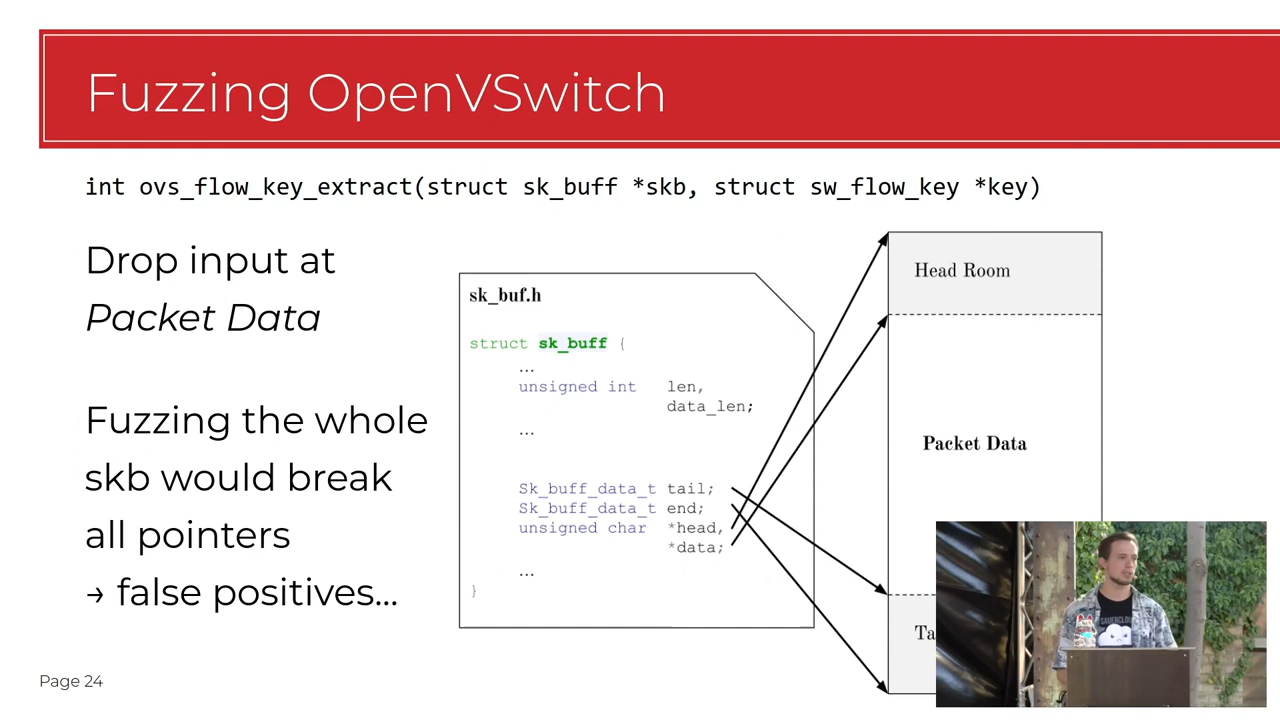 Fuzzing OpenVSwitch
int ovs_flow_key_extract(struct sk_buff *skb, struct sw_flow_key *key)
Drop input at
Packet Data
Fuzzing the whole
skb would break
all pointers
→ false positives...
sk_buf.h
struct sk_buff {
...
unsigned int len,
data_len;
...
Sk_buff_data_t tail;
Sk_buff_data_t end;
unsigned char *head,
*data;
...
}
Head Room
Packet Data
Page 24